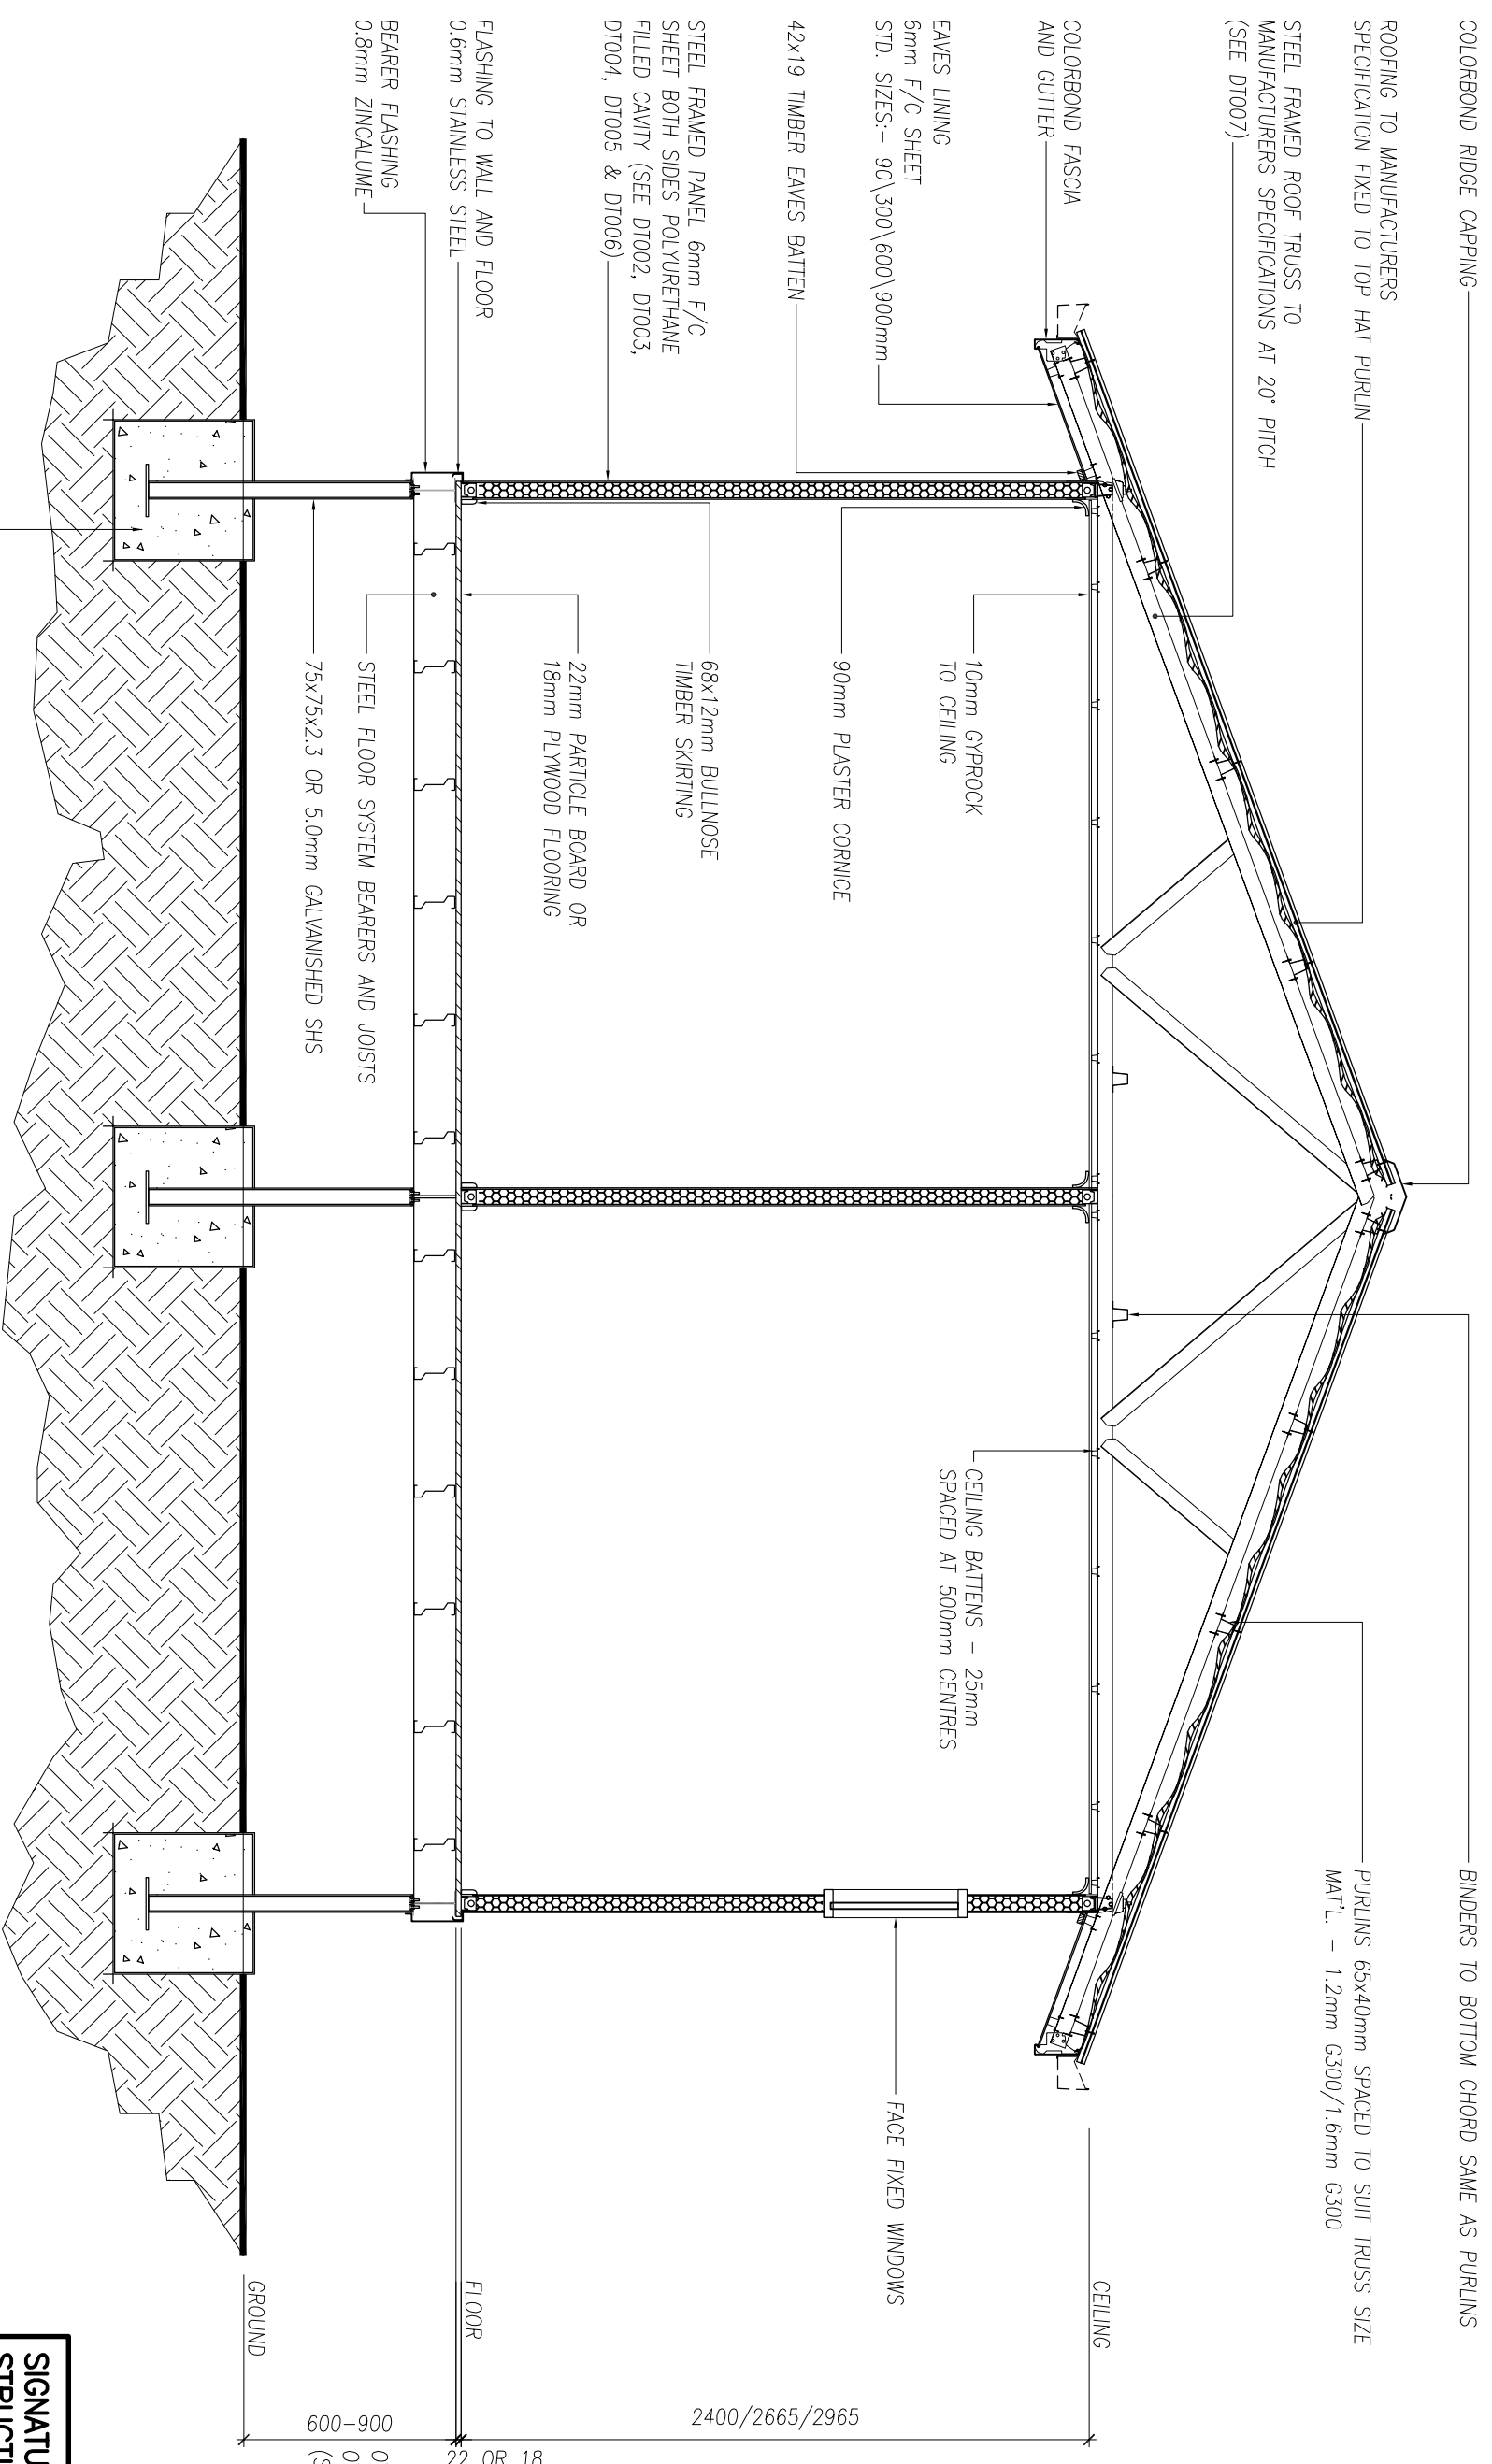 COLORBOND RIDGE CAPPING
ROOFING TO MANUFACTURERS
SPECIFICATION FIXED TO TOP HAT PURLIN
STEEL FRAMED ROOF TRUSS TO
MANUFACTURERS SPECIFICATIONS AT 20° PITCH
(SEE DT007)
COLORBOND FASCIA
AND GUTTER
EAVES LINING
6mm F/C SHEET
STD. SIZES:- 90\300\600\900mm
42x19 TIMBER EAVES BATTEN
STEEL FRAMED PANEL 6mm F/C
SHEET BOTH SIDES POLYURETHANE
FILLED CAVITY (SEE DT002, DT003,
DT004, DT005 & DT006)
FLASHING TO WALL AND FLOOR
0.6mm STAINLESS STEEL
BEARER FLASHING
0.8mm ZINCALUME
10mm GYPROCK
TO CEILING
90mm PLASTER CORNICE
68x12mm BULLNOSE
TIMBER SKIRTING
22mm PARTICLE BOARD OR
18mm PLYWOOD FLOORING
STEEL FLOOR SYSTEM BEARERS AND JOISTS
75x75x2.3 OR 5.0mm GALVANISHED SHS
CEILING BATTENS - 25mm
SPACED AT 500mm CENTRES
BINDERS TO BOTTOM CHORD SAME AS PURLINS
PURLINS 65x40mm SPACED TO SUIT TRUSS SIZE
MAT'L. - 1.2mm G300/1.6mm G300
FACE FIXED WINDOWS
CEILING
FLOOR
GROUND
2400/2665/2965
600-900
22 OR 18